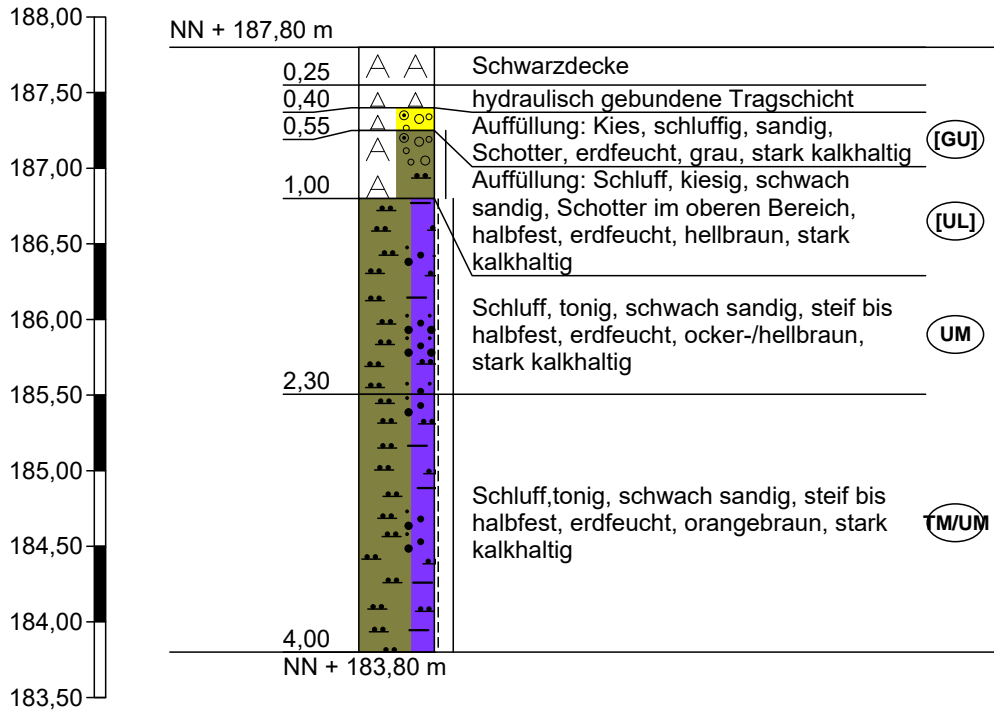 188,00
187,50
187,00
186,50
186,00
185,50
185,00
184,50
184,00
183,50
NN + 187,80 m
0,25
Schwarzdecke
0,40
hydraulisch gebundene Tragschicht
0,55
Auffüllung: Kies, schluffig, sandig,
Schotter, erdfeucht, grau, stark kalkhaltig
[GU]
1,00
Auffüllung: Schluff, kiesig, schwach
sandig, Schotter im oberen Bereich,
halbfest, erdfeucht, hellbraun, stark
kalkhaltig
[UL]
2,30
Schluff, tonig, schwach sandig, steif bis
halbfest, erdfeucht, ocker-/hellbraun,
stark kalkhaltig
UM
4,00
Schluff,tonig, schwach sandig, steif bis
halbfest, erdfeucht, orangebraun, stark
kalkhaltig
TM/UM
NN + 183,80 m
A A
A A
A
A
A